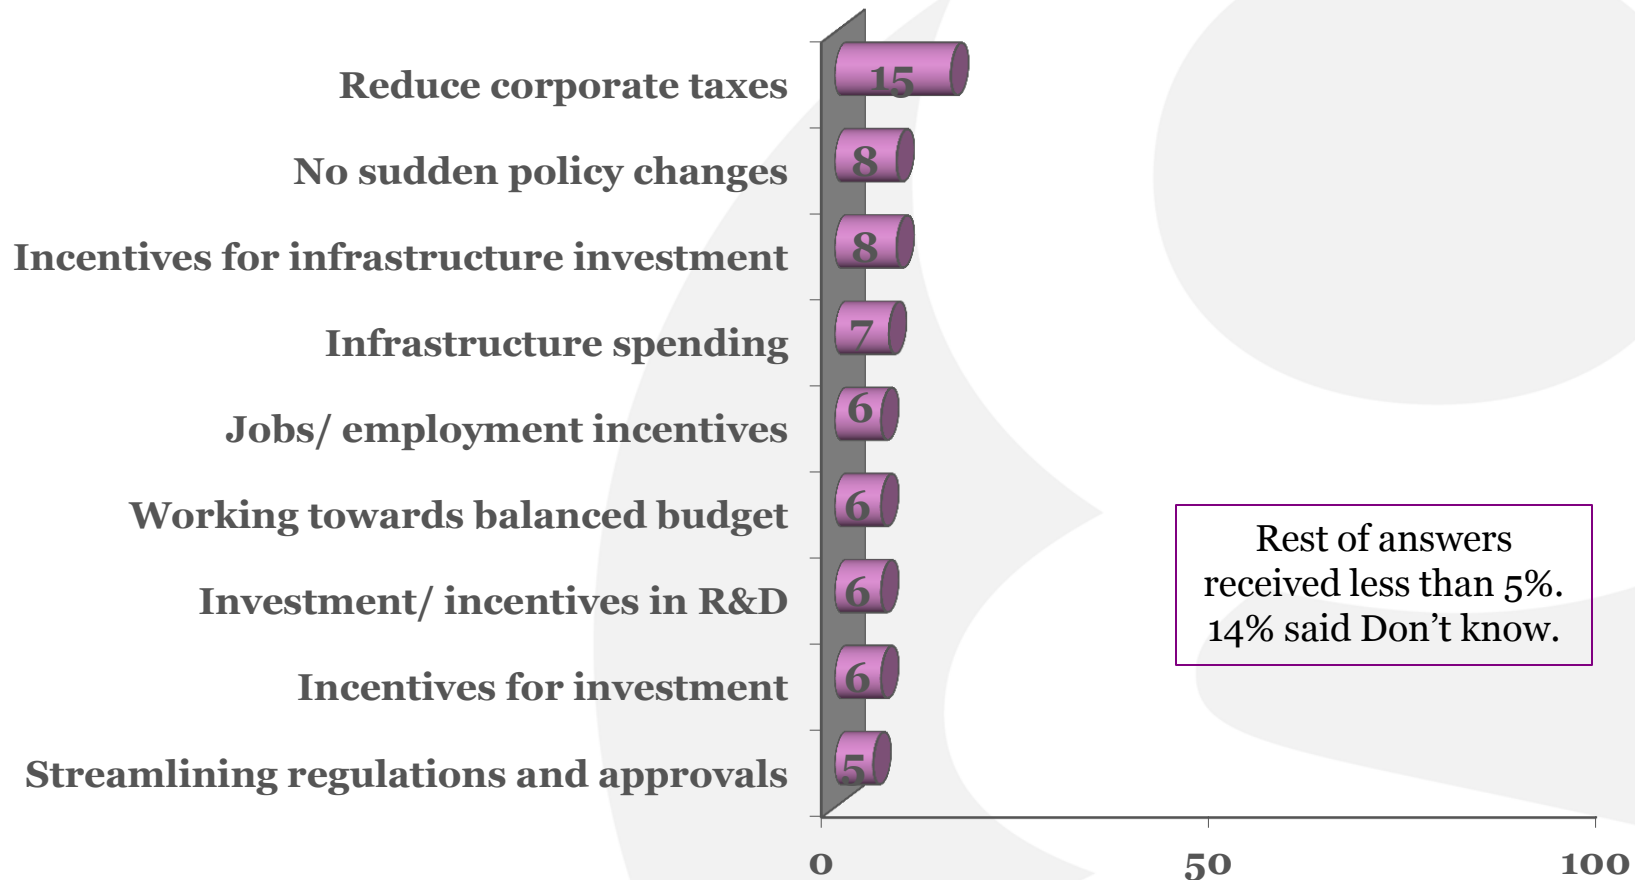 Reduce corporate taxes 15
No sudden policy changes 8
Incentives for infrastructure investment 8
Infrastructure spending 7
Jobs/ employment incentives 6
Working towards balanced budget 6
Investment/ incentives in R&D 6
Incentives for investment 6
Streamlining regulations and approvals 5
Rest of answers
received less than 5%.
14% said Don’t know.
0 50 100